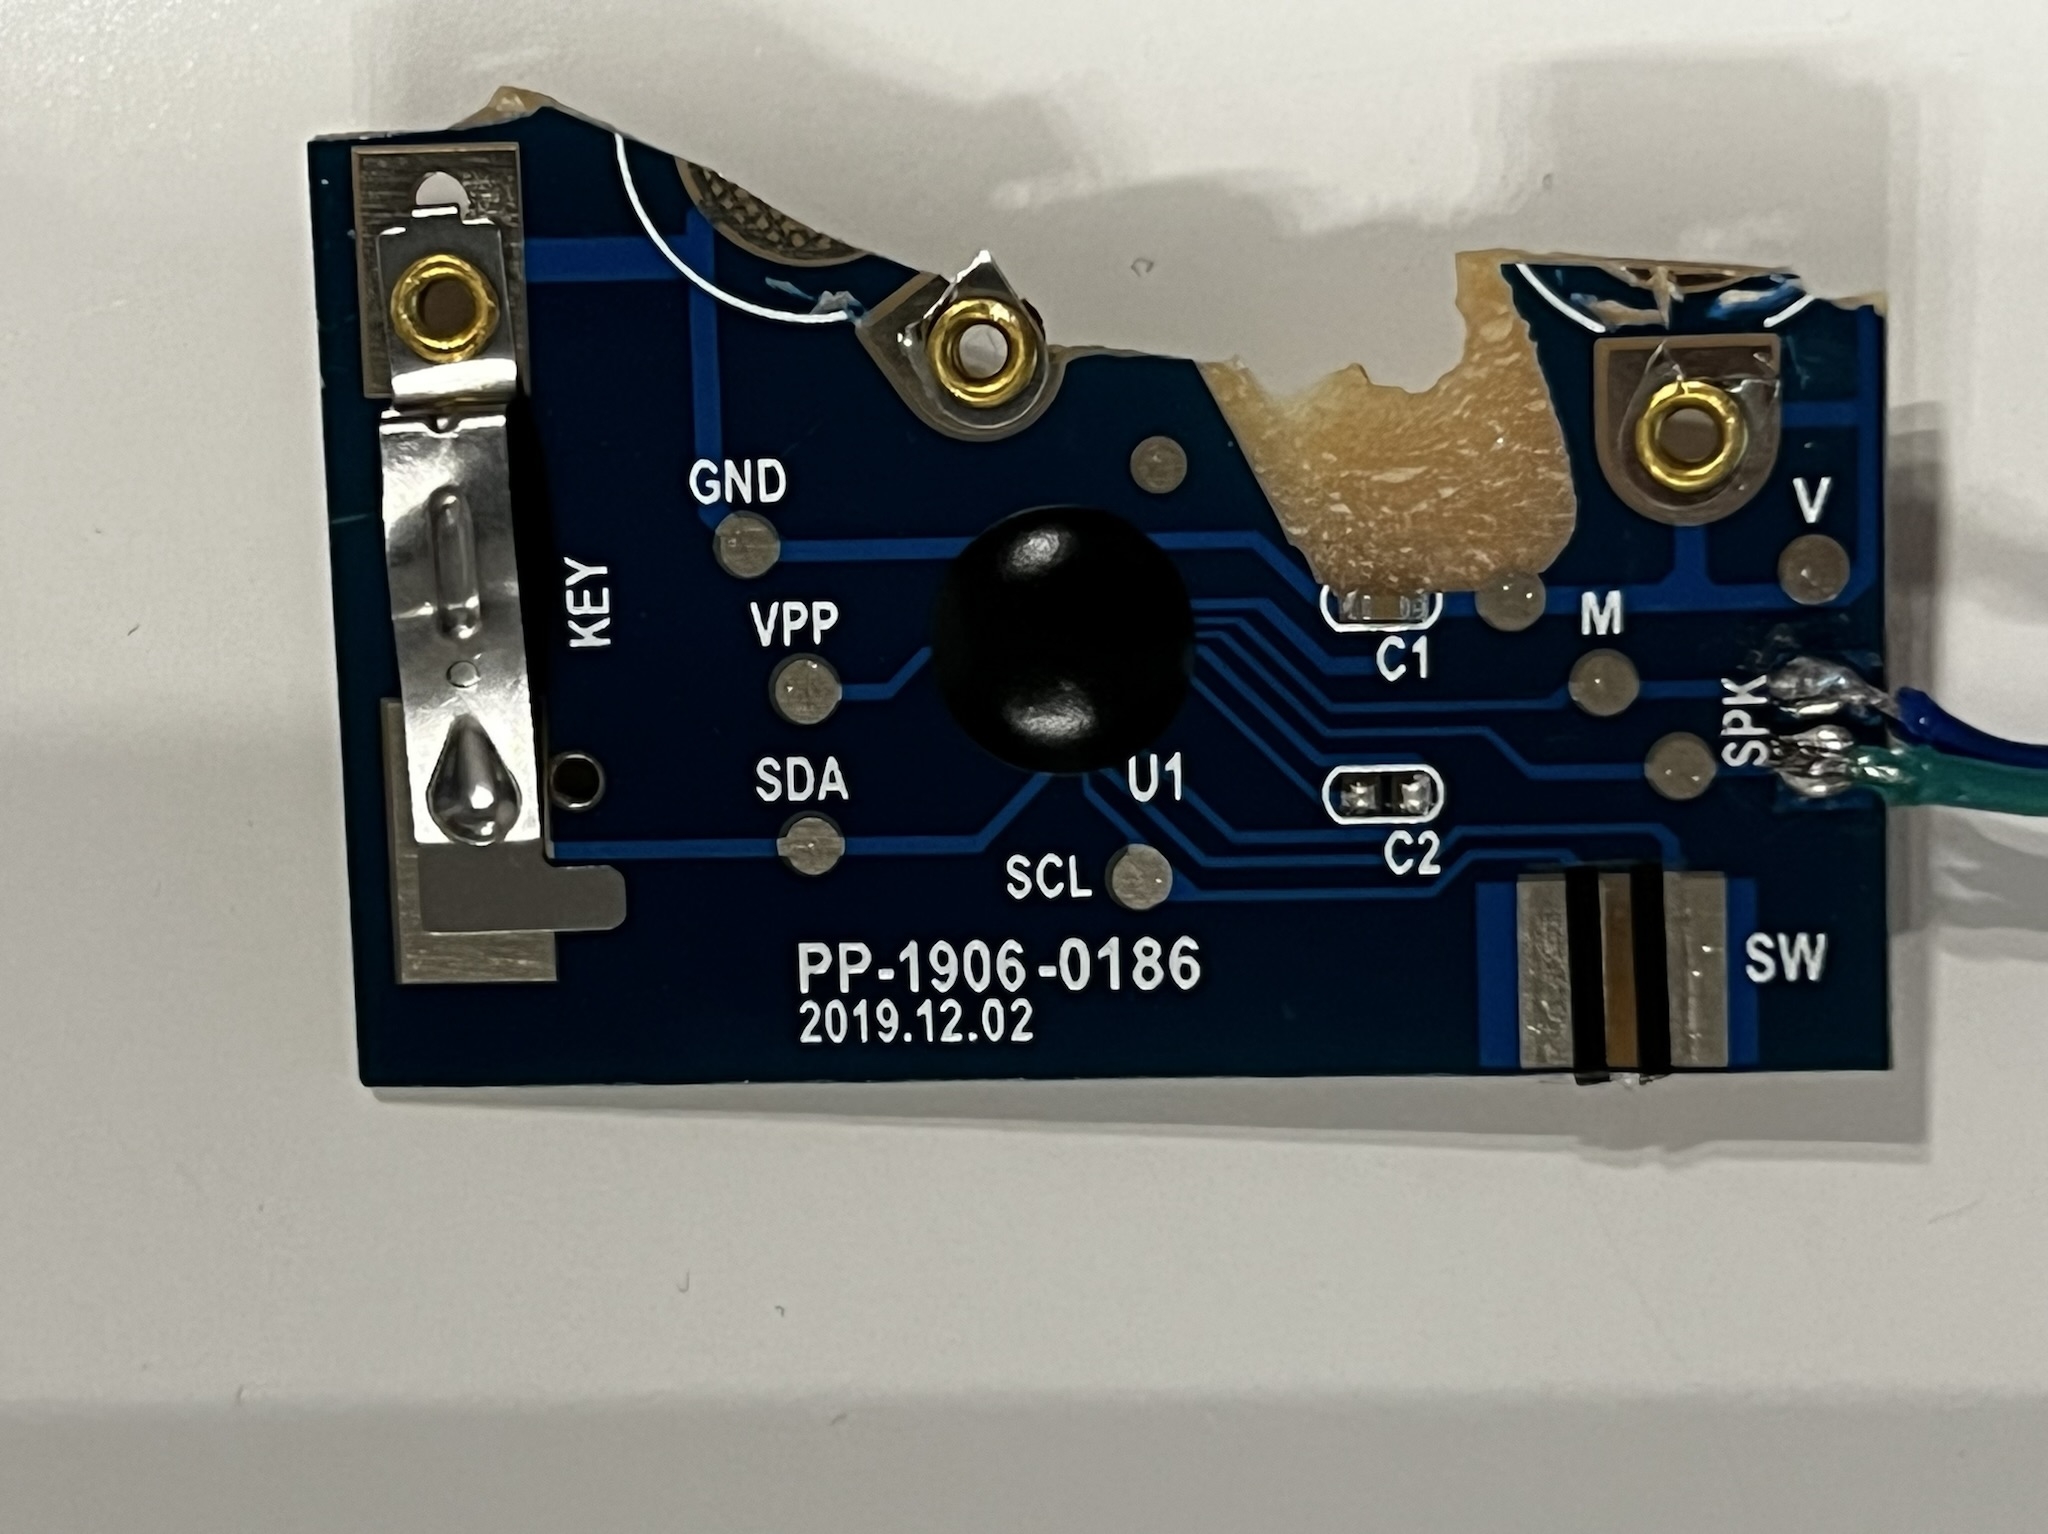 GND
V
KEY
VPP
M
C1
SPK
SDA
U1
C2
SCL
PP-1906-0186
SW
2019.12.02